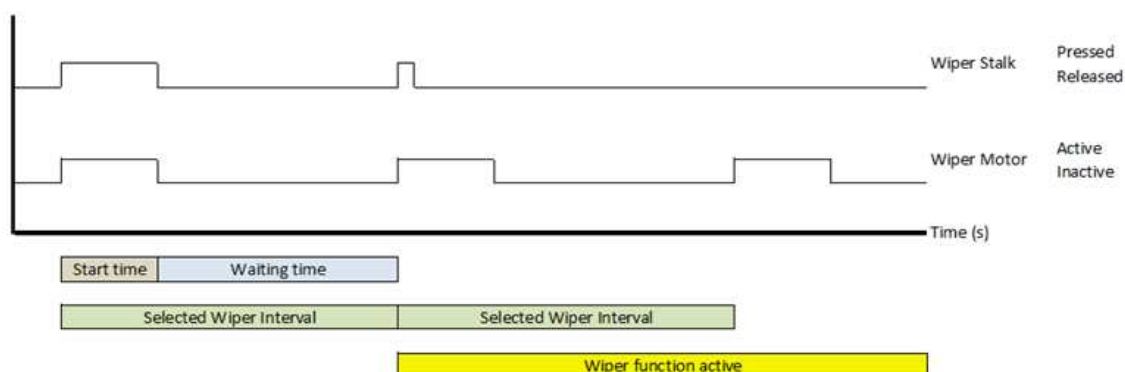 Wiper Stalk
Pressed
Released
Wiper Motor
Active
Inactive
Time (s)
Start time
Waiting time
Selected Wiper Interval
Selected Wiper Interval
Wiper function active